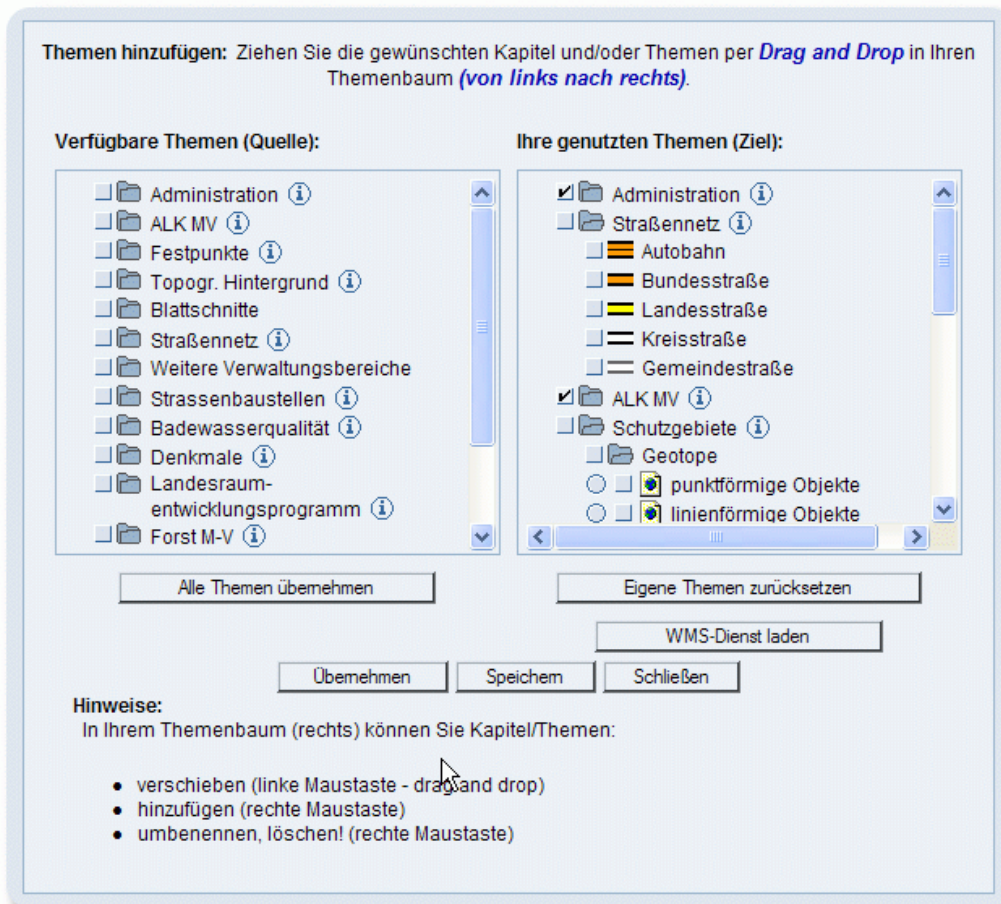 Themen hinzufügen: Ziehen Sie die gewünschten Kapitel und/oder Themen per Drag and Drop in Ihren
Themenbaum (von links nach rechts).
Verfügbare Themen (Quelle):
Administration
ALK MV
Festpunkte
Topogr. Hintergrund
Blattschnitte
Straßennetz
Weitere Verwaltungsbereiche
Strassenbaustellen
Badewasserqualität
Denkmale
Landesraum-
entwicklungsprogramm
Forst M-V
Alle Themen übernehmen
Ihre genutzten Themen (Ziel):
Administration
Straßennetz
Autobahn
Bundesstraße
Landesstraße
Kreisstraße
Gemeindestraße
ALK MV
Schutzgebiete
Geotope
punktförmige Objekte
linienförmige Objekte
Eigene Themen zurücksetzen
WMS-Dienst laden
Übernehmen
Speichern
Schließen
Hinweise:
In Ihrem Themenbaum (rechts) können Sie Kapitel/Themen:
verschieben (linke Maustaste - drag and drop)
hinzufügen (rechte Maustaste)
umbenennen, löschen! (rechte Maustaste)